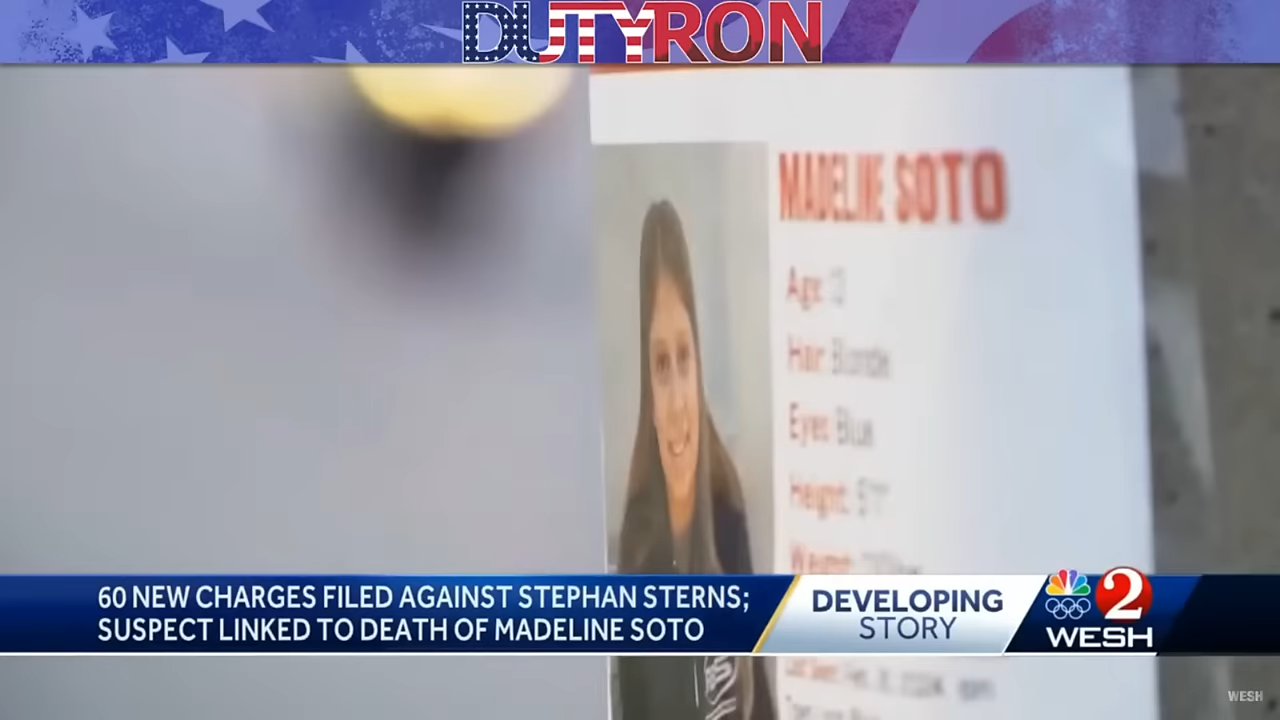 DUTYRON
MADELINE SOTO
Age:
Hair: Blonde
Eyes: Blue
Height:
60 NEW CHARGES FILED AGAINST STEPHAN STERNS;
SUSPECT LINKED TO DEATH OF MADELINE SOTO
DEVELOPING
STORY
2
WESH
WESH